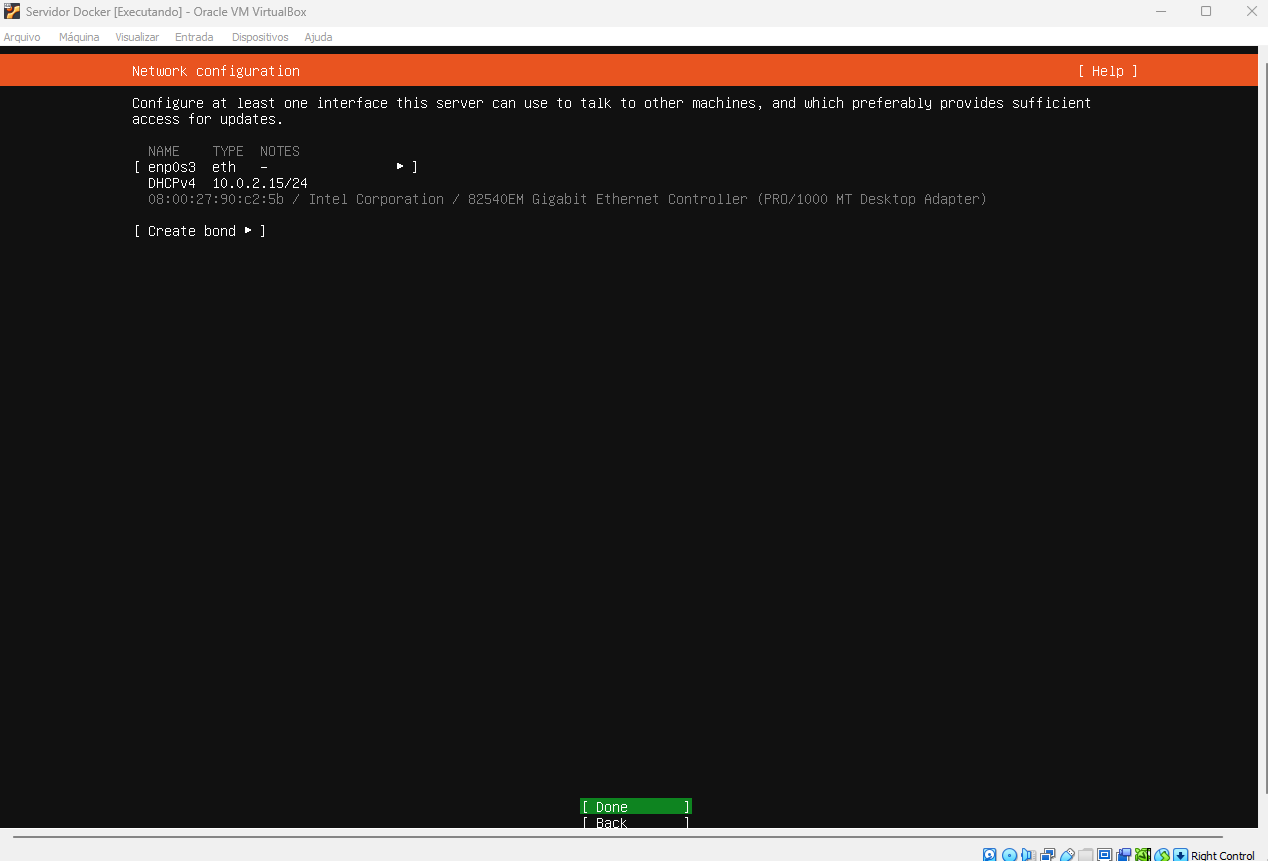 Servidor Docker [Executando] - Oracle VM VirtualBox
Arquivo Máquina Visualizar Entrada Dispositivos Ajuda
Network configuration [ Help ]
Configure at least one interface this server can use to talk to other machines, and which preferably provides sufficient
access for updates.
NAME TYPE NOTES
[ enp0s3 eth - ▸ ]
DHCPv4 10.0.2.15/24
08:00:27:90:c2:5b / Intel Corporation / 82540EM Gigabit Ethernet Controller (PRO/1000 MT Desktop Adapter)
[ Create bond ▸ ]
[ Done ]
[ Back ]
Right Control